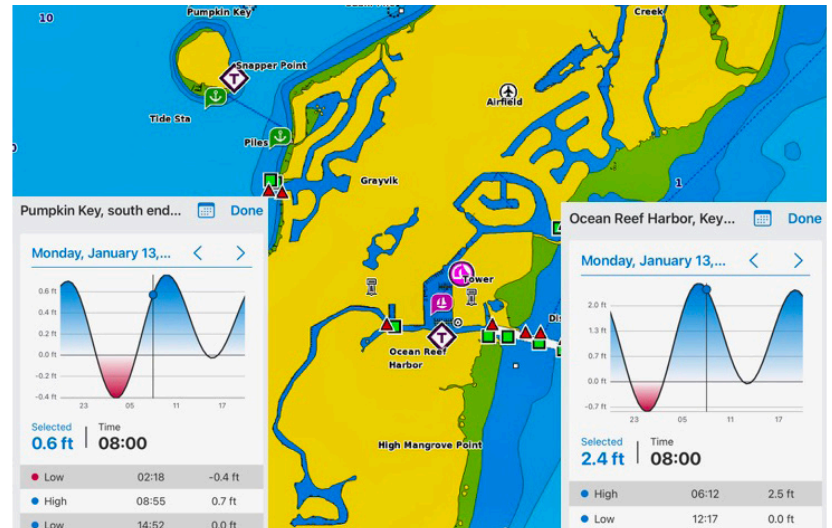 Pumpkin Key
Creek
10
Snapper Point
T
Airfield
Tide Sta
Piles
Grayvik
1
Tower
T
Ocean Reef
Harbor
High Mangrove Point
Pumpkin Key, south end... Done
Monday, January 13,... < >
0.6 ft
0.4 ft
0.2 ft
0.0 ft
-0.2 ft
-0.4 ft
23 05 11 17
Selected Time
0.6 ft 08:00
Low 02:18 -0.4 ft
High 08:55 0.7 ft
Low 14:52 0.0 ft
Ocean Reef Harbor, Key... Done
Monday, January 13,... < >
2.0 ft
1.3 ft
0.7 ft
0.0 ft
-0.7 ft
23 05 11 17
Selected Time
2.4 ft 08:00
High 06:12 2.5 ft
Low 12:17 0.0 ft